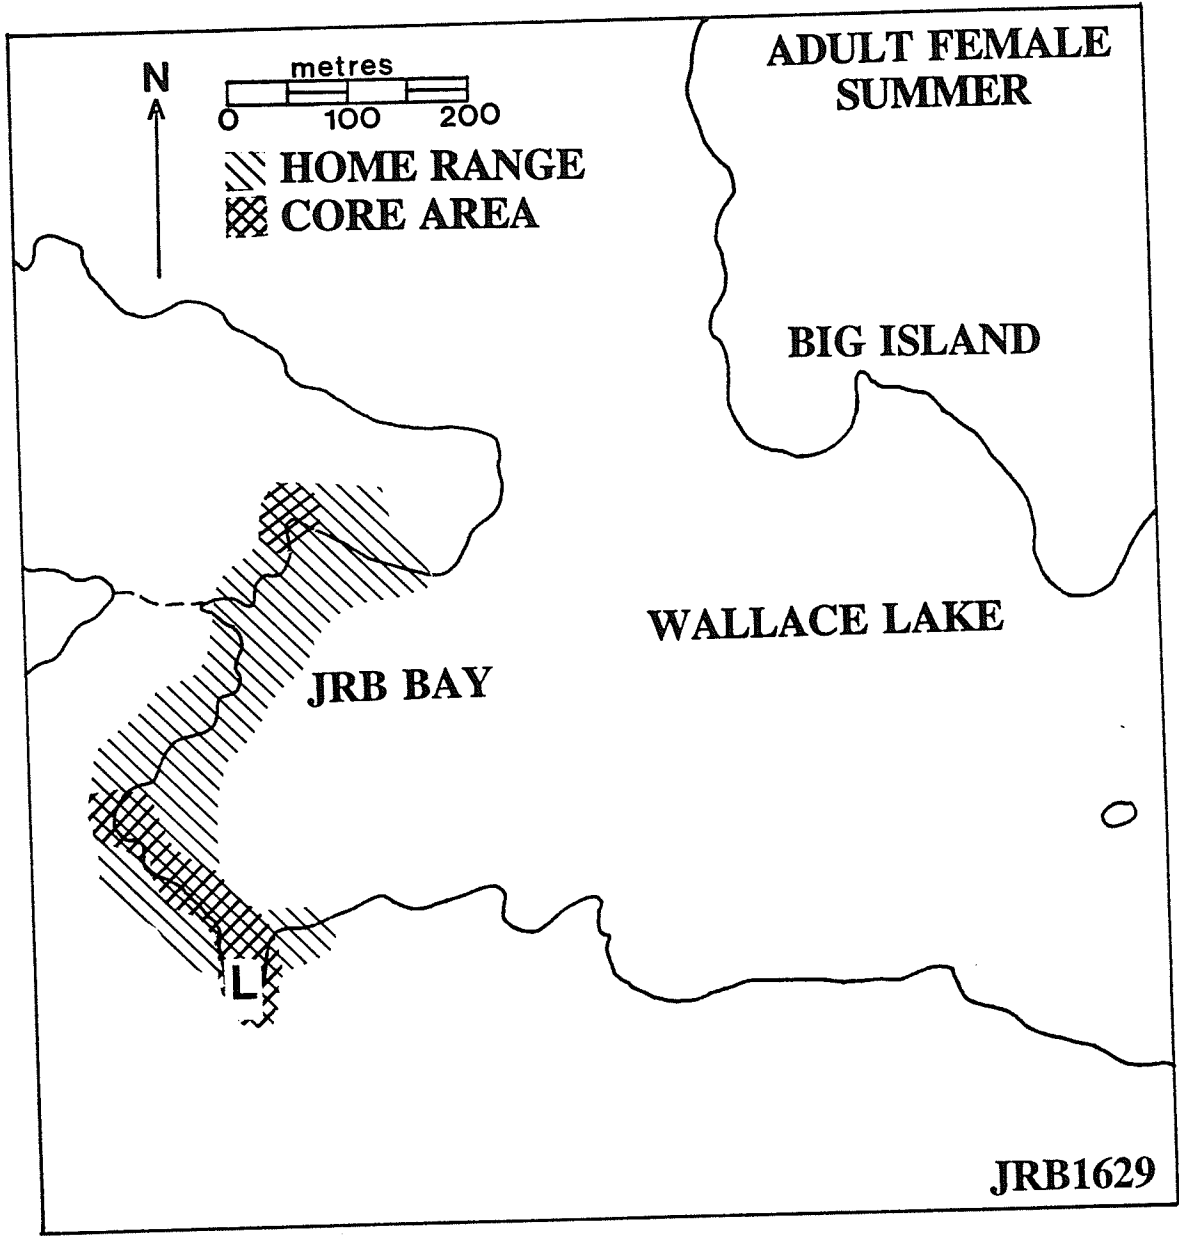 ADULT FEMALE
SUMMER
N
metres
0 100 200
HOME RANGE
CORE AREA
BIG ISLAND
WALLACE LAKE
JRB BAY
L
JRB1629